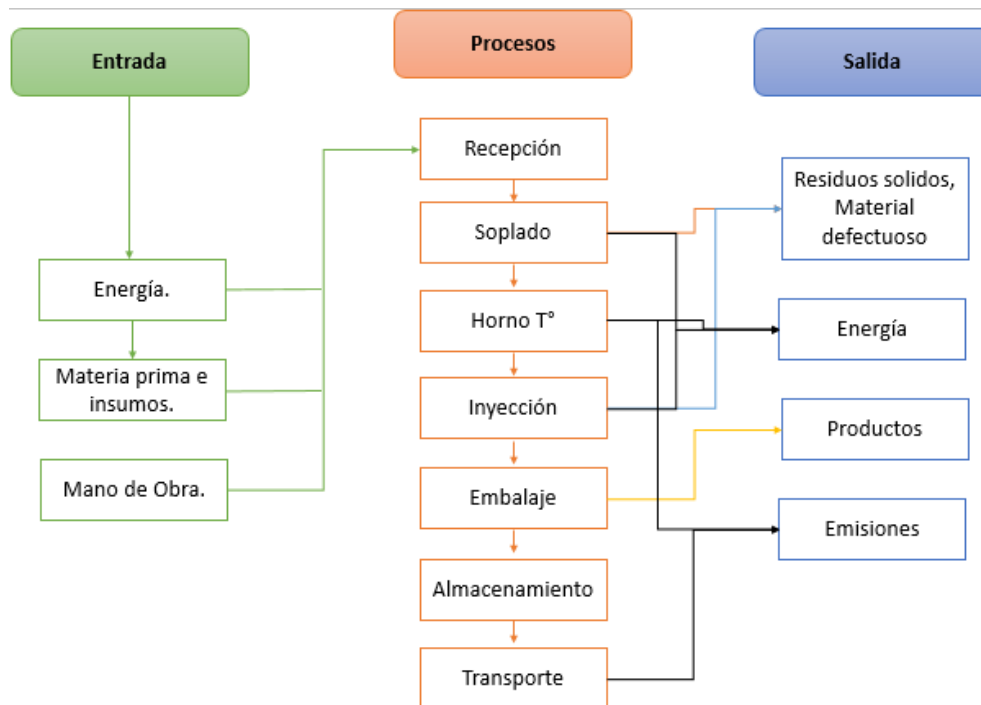 Entrada
Procesos
Salida
Energía.
Materia prima e
insumos.
Mano de Obra.
Recepción
Soplado
Horno T°
Inyección
Embalaje
Almacenamiento
Transporte
Residuos solidos,
Material
defectuoso
Energía
Productos
Emisiones